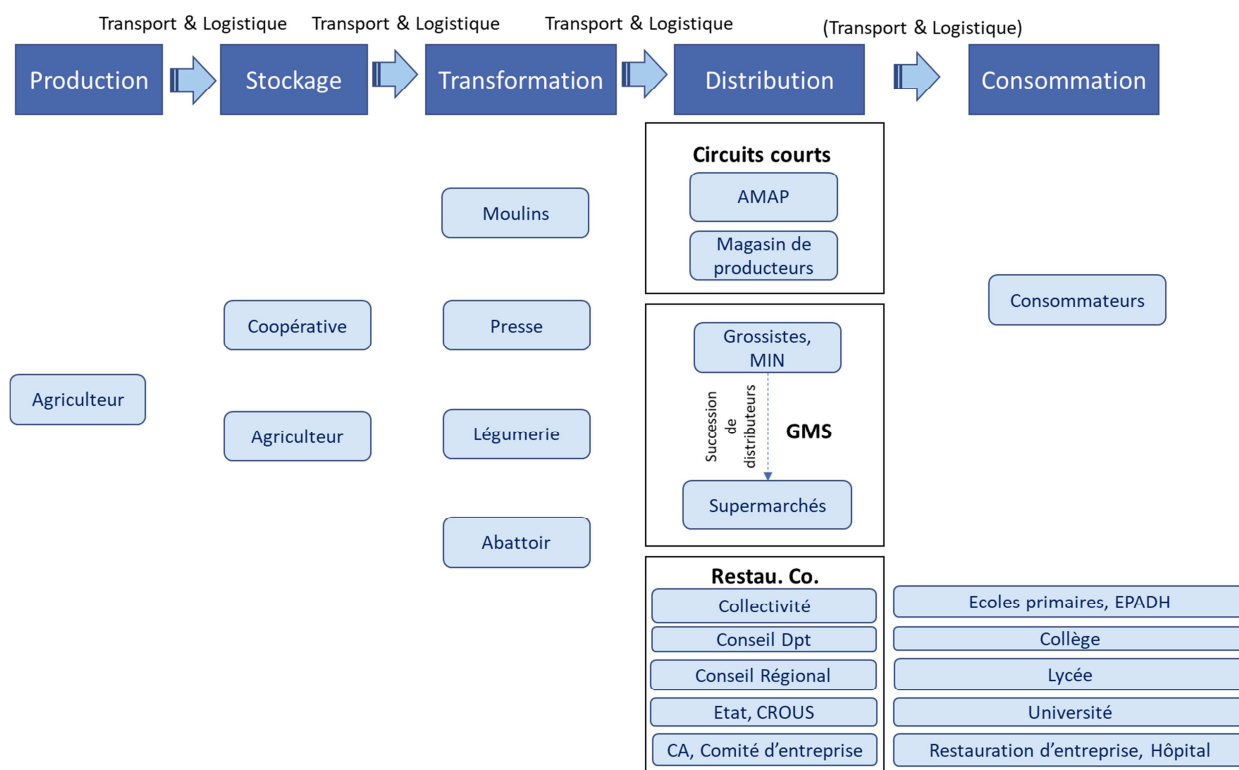 Transport & Logistique
Transport & Logistique
Transport & Logistique
(Transport & Logistique)
Production
Stockage
Transformation
Distribution
Consommation
Circuits courts
AMAP
Magasin de
producteurs
Moulins
Coopérative
Presse
Agriculteur
Agriculteur
Légumerie
Abattoir
Grossistes,
MIN
Succession
de
distributeurs
GMS
Supermarchés
Consommateurs
Restau. Co.
Collectivité
Ecoles primaires, EPADH
Conseil Dpt
Collège
Conseil Régional
Lycée
Etat, CROUS
Université
CA, Comité d’entreprise
Restauration d’entreprise, Hôpital